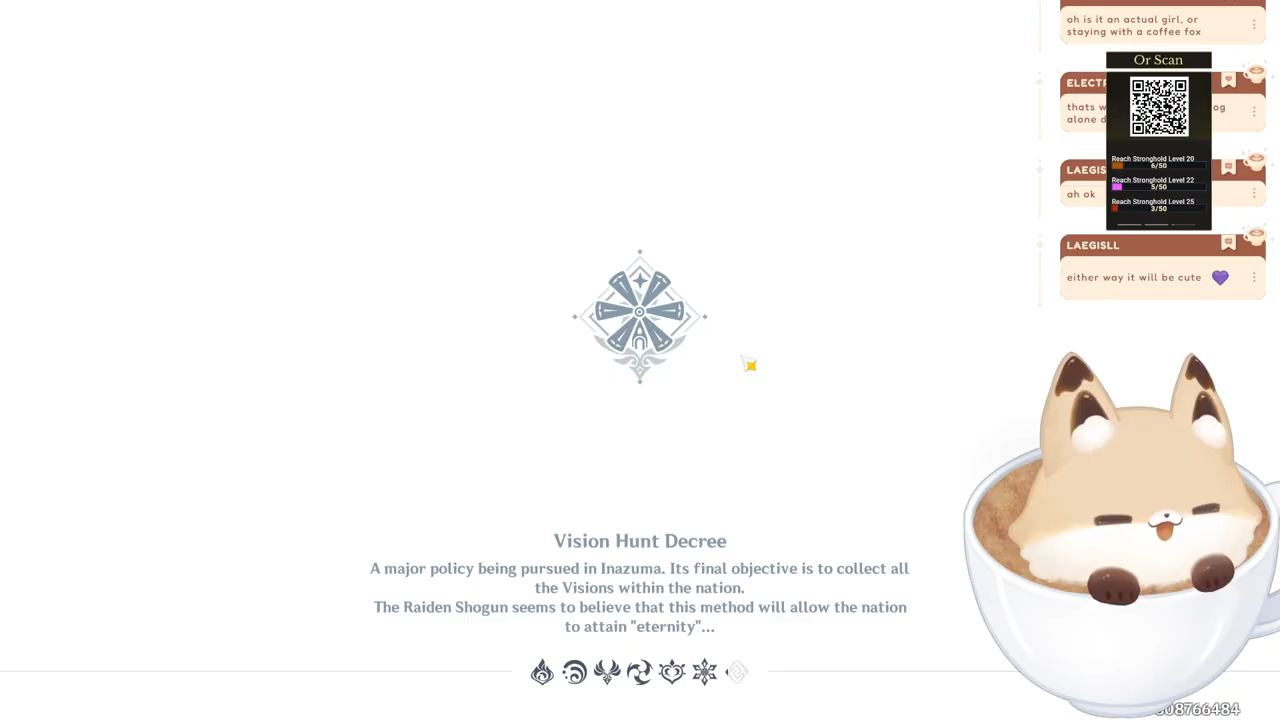 oh is it an actual girl, or
staying with a coffee fox
Or Scan
ELECTR
thats w
og
alone d
Reach Stronghold Level 20
6/50
LAEGIS
ah ok
Reach Stronghold Level 22
5/50
Reach Stronghold Level 25
3/50
LAEGISLL
either way it will be cute
Vision Hunt Decree
A major policy being pursued in Inazuma. Its final objective is to collect all
the Visions within the nation.
The Raiden Shogun seems to believe that this method will allow the nation
to attain "eternity"...
08766484